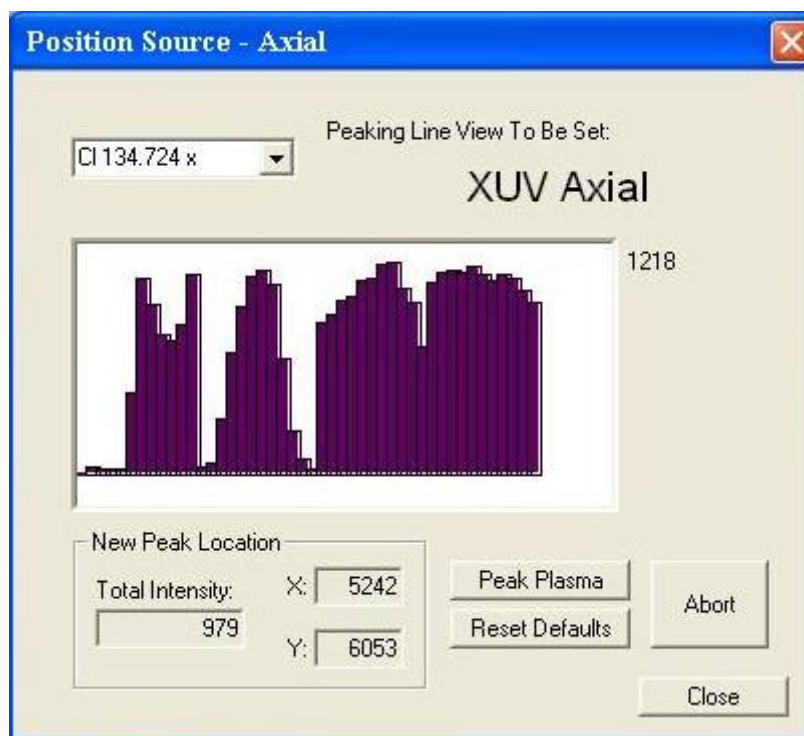 Position Source - Axial
Peaking Line View To Be Set:
Cl 134.724 x
XUV Axial
1218
New Peak Location
Total Intensity:
979
X: 5242
Y: 6053
Peak Plasma
Reset Defaults
Abort
Close